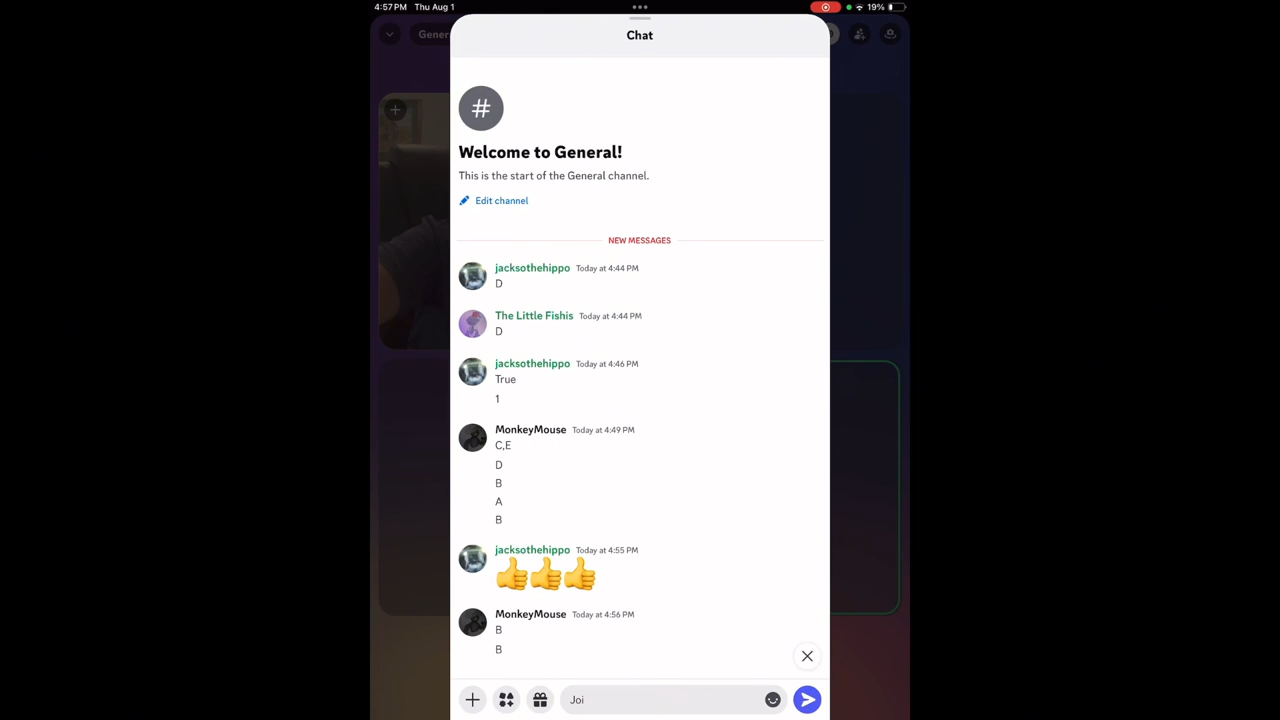 4:57 PM Thu Aug 1
19%
Gener
Chat
#
Welcome to General!
This is the start of the General channel.
Edit channel
NEW MESSAGES
jacksothehippo Today at 4:44 PM
D
The Little Fishis Today at 4:44 PM
D
jacksothehippo Today at 4:46 PM
True
1
MonkeyMouse Today at 4:49 PM
C,E
D
B
A
B
jacksothehippo Today at 4:55 PM
👍👍👍
MonkeyMouse Today at 4:56 PM
B
B
Joi